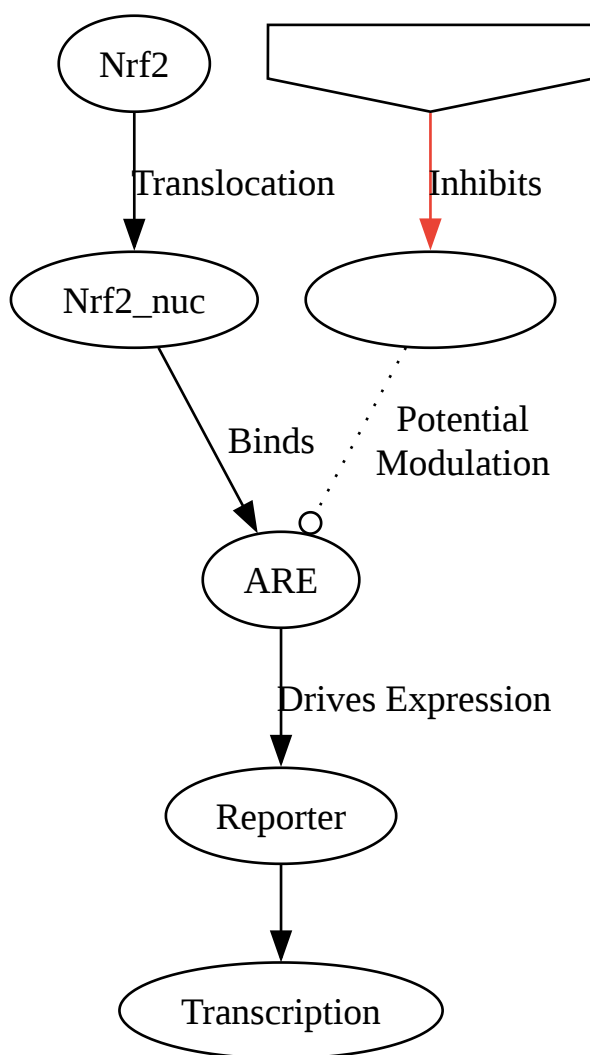 Nrf2
Translocation
Inhibits
Nrf2_nuc
Potential
Modulation
Binds
ARE
Drives Expression
Reporter
Transcription